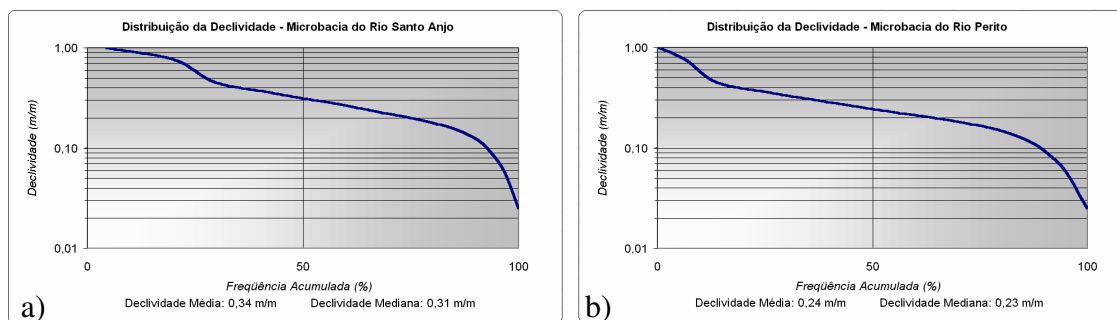 Distribuição da Declividade - Microbacia do Rio Santo Anjo
1,00
0,10
0,01
Declividade (m/m)
0 50 100
Freqüência Acumulada (%)
Declividade Média: 0,34 m/m Declividade Mediana: 0,31 m/m
a)
Distribuição da Declividade - Microbacia do Rio Perito
1,00
0,10
0,01
Declividade (m/m)
0 50 100
Freqüência Acumulada (%)
Declividade Média: 0,24 m/m Declividade Mediana: 0,23 m/m
b)